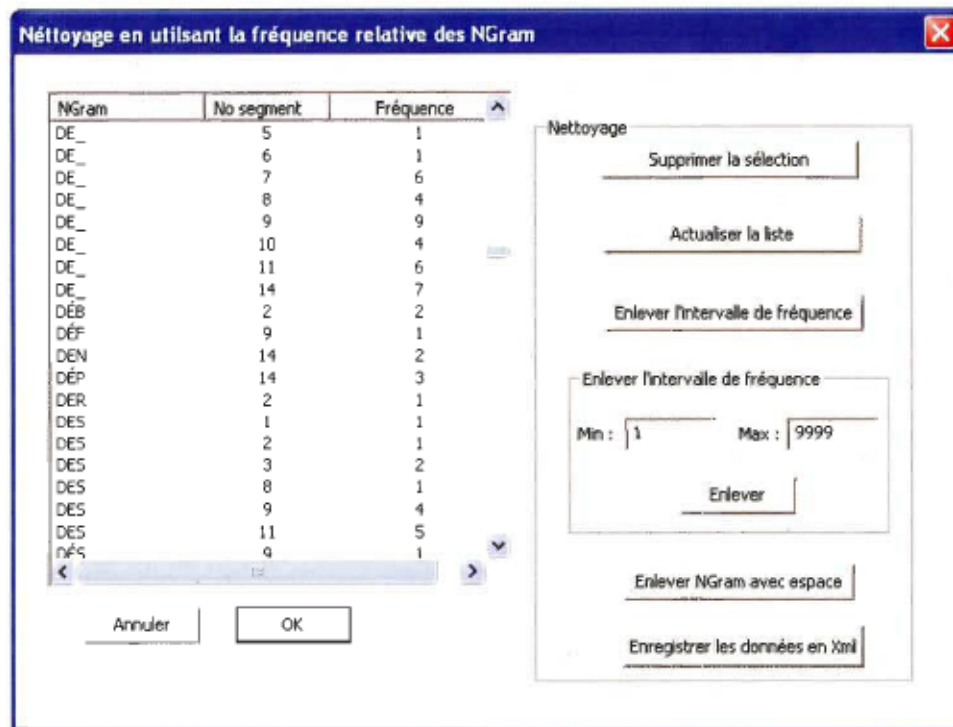 Néttoyage en utilsant la fréquence relative des NGram
NGram No segment Fréquence
DE_ 5 1
DE_ 6 1
DE_ 7 6
DE_ 8 4
DE_ 9 9
DE_ 10 4
DE_ 11 6
DE_ 14 7
DÉB 2 2
DÉF 9 1
DEN 14 2
DÉP 14 3
DER 2 1
DES 1 1
DES 2 1
DES 3 2
DES 8 1
DES 9 4
DES 11 5
DÉS 9 1
Annuler OK
Nettoyage
Supprimer la sélection
Actualiser la liste
Enlever l'intervalle de fréquence
Enlever l'intervalle de fréquence
Min : 1 Max : 9999
Enlever
Enlever NGram avec espace
Enregistrer les données en Xml